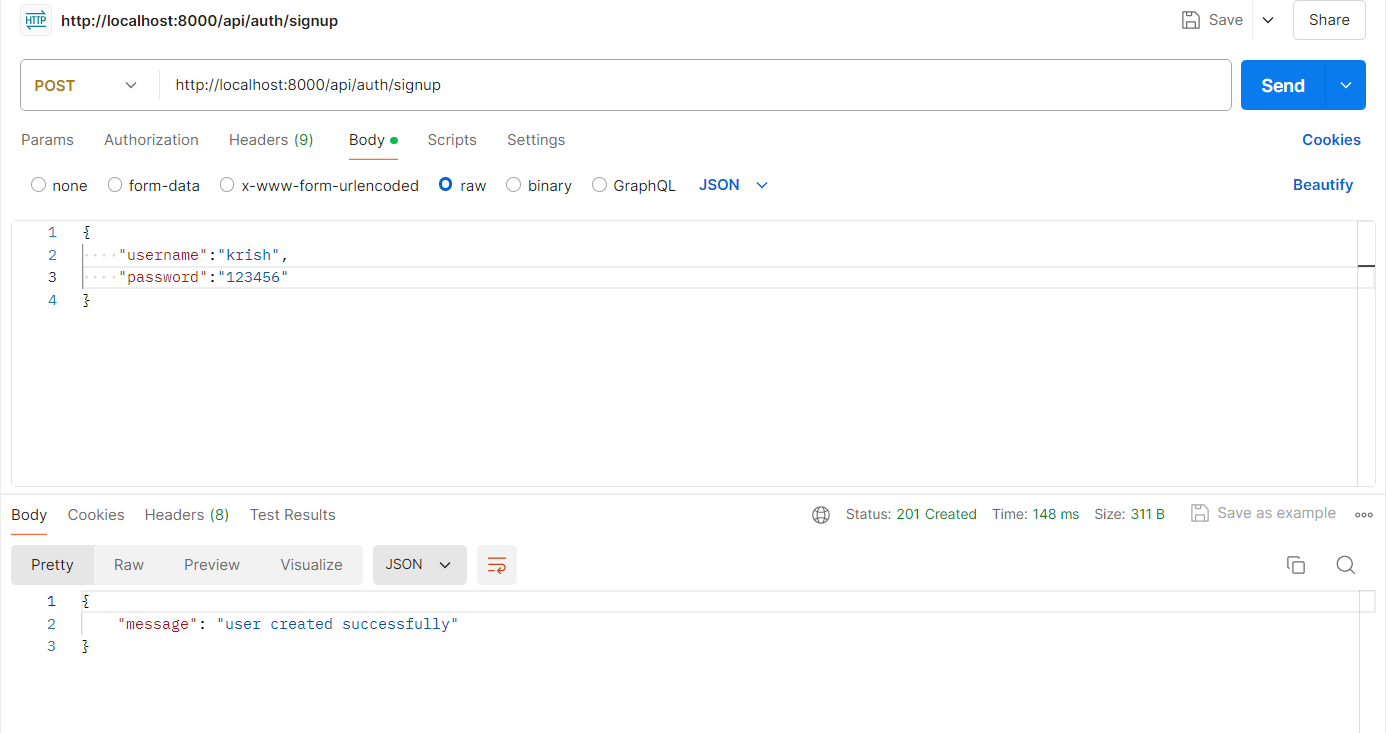 HTTP http://localhost:8000/api/auth/signup Save Share
POST http://localhost:8000/api/auth/signup Send
Params Authorization Headers (9) Body Scripts Settings Cookies
none form-data x-www-form-urlencoded raw binary GraphQL JSON Beautify
1 {
2 "username":"krish",
3 "password":"123456"
4 }
Body Cookies Headers (8) Test Results Status: 201 Created Time: 148 ms Size: 311 B Save as example
Pretty Raw Preview Visualize JSON
1 {
2 "message": "user created successfully"
3 }